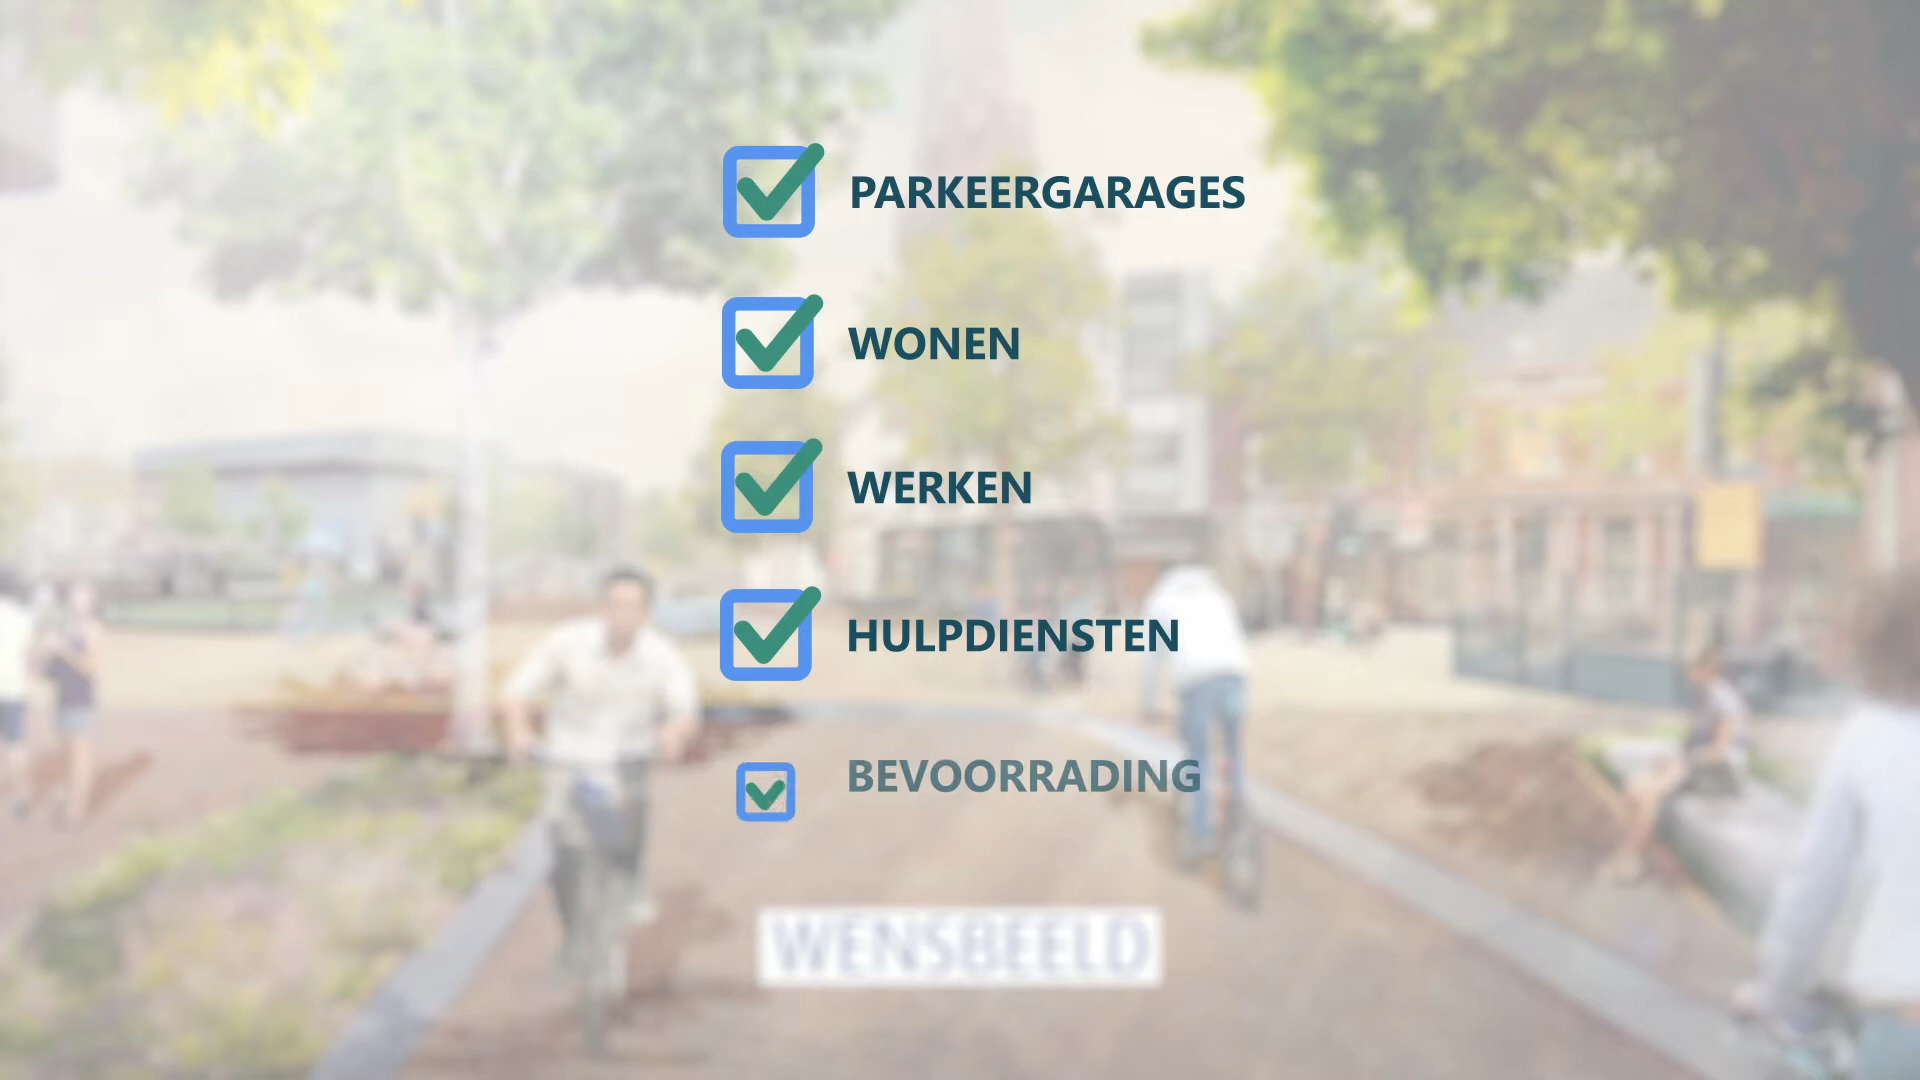 PARKEERGARAGES
WONEN
WERKEN
HULPDIENSTEN
BEVOORRADING
WENSBEELD